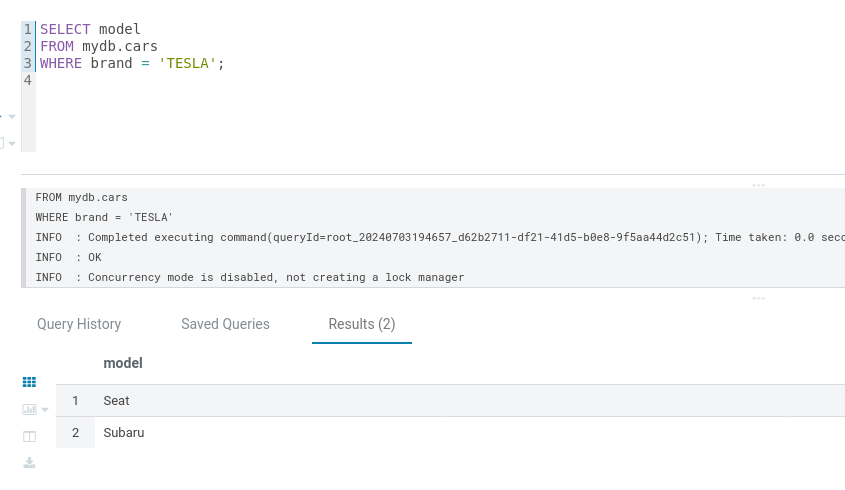 1 SELECT model
2 FROM mydb.cars
3 WHERE brand = 'TESLA';
4
FROM mydb.cars
WHERE brand = 'TESLA'
INFO  : Completed executing command(queryId=root_20240703194657_d62b2711-df21-41d5-b0e8-9f5aa44d2c51); Time taken: 0.0 seco
INFO  : OK
INFO  : Concurrency mode is disabled, not creating a lock manager
Query History Saved Queries Results (2)
model
1 Seat
2 Subaru